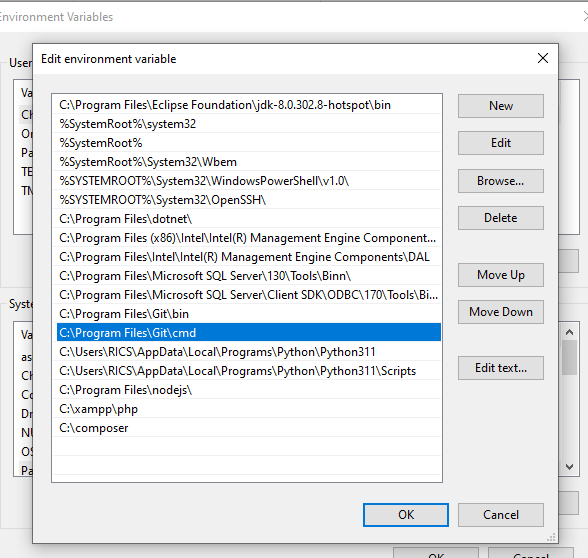 Environment Variables
User
Edit environment variable
Va
Ch
On
Pa
TE
TM
C:\Program Files\Eclipse Foundation\jdk-8.0.302.8-hotspot\bin
%SystemRoot%\system32
%SystemRoot%
%SystemRoot%\System32\Wbem
%SYSTEMROOT%\System32\WindowsPowerShell\v1.0\
%SYSTEMROOT%\System32\OpenSSH\
C:\Program Files\dotnet\
C:\Program Files (x86)\Intel\Intel(R) Management Engine Component...
C:\Program Files\Intel\Intel(R) Management Engine Components\DAL
C:\Program Files\Microsoft SQL Server\130\Tools\Binn\
C:\Program Files\Microsoft SQL Server\Client SDK\ODBC\170\Tools\Bi...
C:\Program Files\Git\bin
C:\Program Files\Git\cmd
C:\Users\RICS\AppData\Local\Programs\Python\Python311
C:\Users\RICS\AppData\Local\Programs\Python\Python311\Scripts
C:\Program Files\nodejs\
C:\xampp\php
C:\composer
New
Edit
Browse...
Delete
Move Up
Move Down
Edit text...
Syste
Va
as
Ch
Co
Dr
NU
OS
Pa
OK
Cancel
OK
Cancel